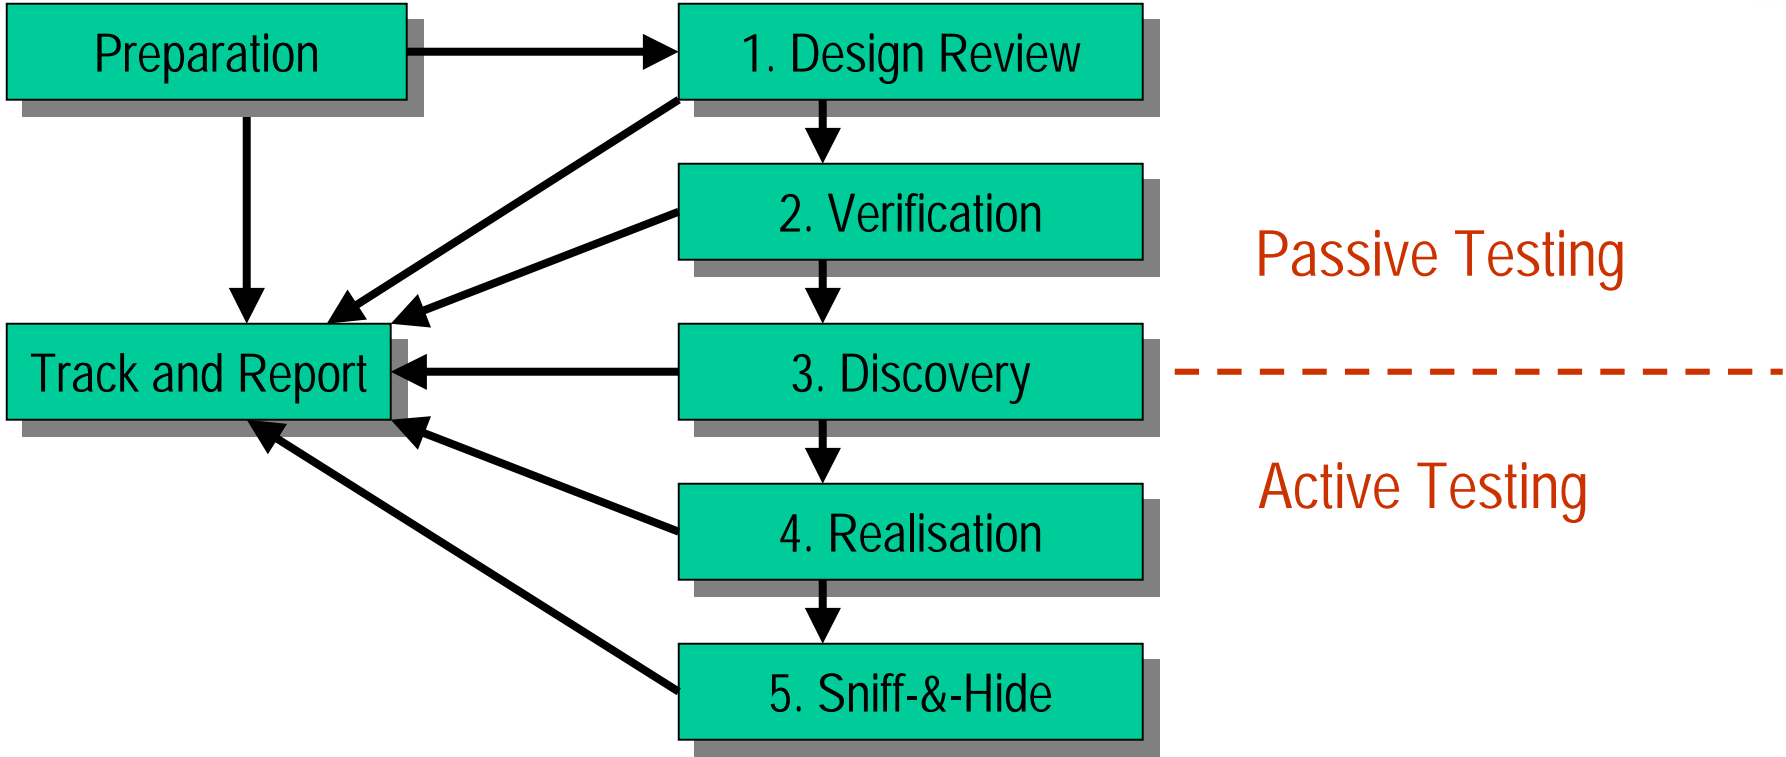 Preparation
1. Design Review
2. Verification
Passive Testing
Track and Report
3. Discovery
Active Testing
4. Realisation
5. Sniff-&-Hide